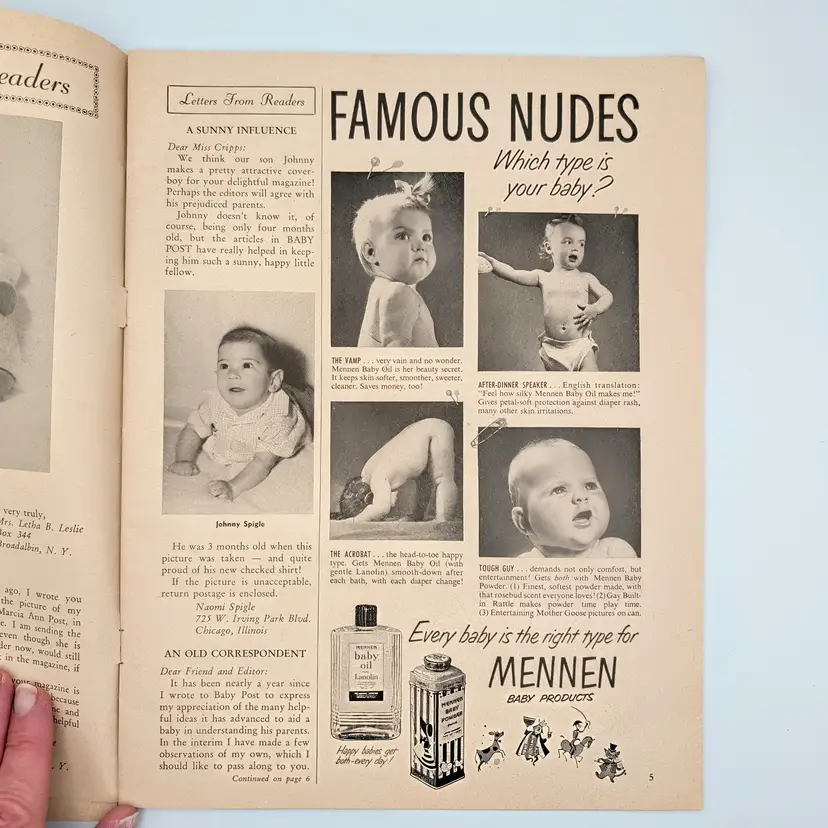 eaders
very truly,
Mrs. Letha B. Leslie
Box 344
Broadalbin, N. Y.
ago, I wrote you
the picture of my
Marcia Ann Post, in
I am sending the
even though she is
der now, would still
t in the magazine, if
your magazine is
because
me and
helpful
Y.
Letters From Readers
A SUNNY INFLUENCE
Dear Miss Cripps:
We think our son Johnny
makes a pretty attractive cover-
boy for your delightful magazine!
Perhaps the editors will agree with
his prejudiced parents.
Johnny doesn't know it, of
course, being only four months
old, but the articles in BABY
POST have really helped in keep-
ing him such a sunny, happy little
fellow.
Johnny Spigle
He was 3 months old when this
picture was taken — and quite
proud of his new checked shirt!
If the picture is unacceptable,
return postage is enclosed.
Naomi Spigle
725 W. Irving Park Blvd.
Chicago, Illinois
AN OLD CORRESPONDENT
Dear Friend and Editor:
It has been nearly a year since
I wrote to Baby Post to express
my appreciation of the many help-
ful ideas it has advanced to aid a
baby in understanding his parents.
In the interim I have made a few
observations of my own, which I
should like to pass along to you.
Continued on page 6
FAMOUS NUDES
Which type is
your baby?
THE VAMP . . . very vain and no wonder.
Mennen Baby Oil is her beauty secret.
It keeps skin softer, smoother, sweeter,
cleaner. Saves money, too!
AFTER-DINNER SPEAKER . . . English translation:
"Feel how silky Mennen Baby Oil makes me!"
Gives petal-soft protection against diaper rash,
many other skin irritations.
THE ACROBAT . . . the head-to-toe happy
type. Gets Mennen Baby Oil (with
gentle Lanolin) smooth-down after
each bath, with each diaper change!
TOUGH GUY . . . demands not only comfort, but
entertainment! Gets both with Mennen Baby
Powder. (1) Finest, softest powder made, with
that rosebud scent everyone loves! (2) Gay Built-
in Rattle makes powder time play time.
(3) Entertaining Mother Goose pictures on can.
Every baby is the right type for
MENNEN
BABY PRODUCTS
MENNEN
baby
oil
Lanolin
MENNEN
BABY POWDER
Happy babies get
both-every day!
5